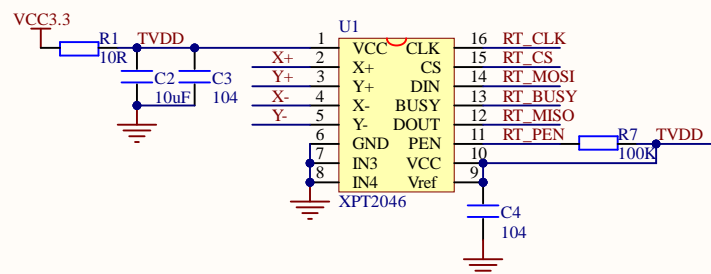 VCC3.3
R1
10R
TVDD
C2
10uF
C3
104
X+
Y+
X-
Y-
U1
1 VCC CLK 16 RT_CLK
2 X+ CS 15 RT_CS
3 Y+ DIN 14 RT_MOSI
4 X- BUSY 13 RT_BUSY
5 Y- DOUT 12 RT_MISO
6 GND PEN 11 RT_PEN
7 IN3 VCC 10
8 IN4 Vref 9
XPT2046
R7
100K
TVDD
C4
104